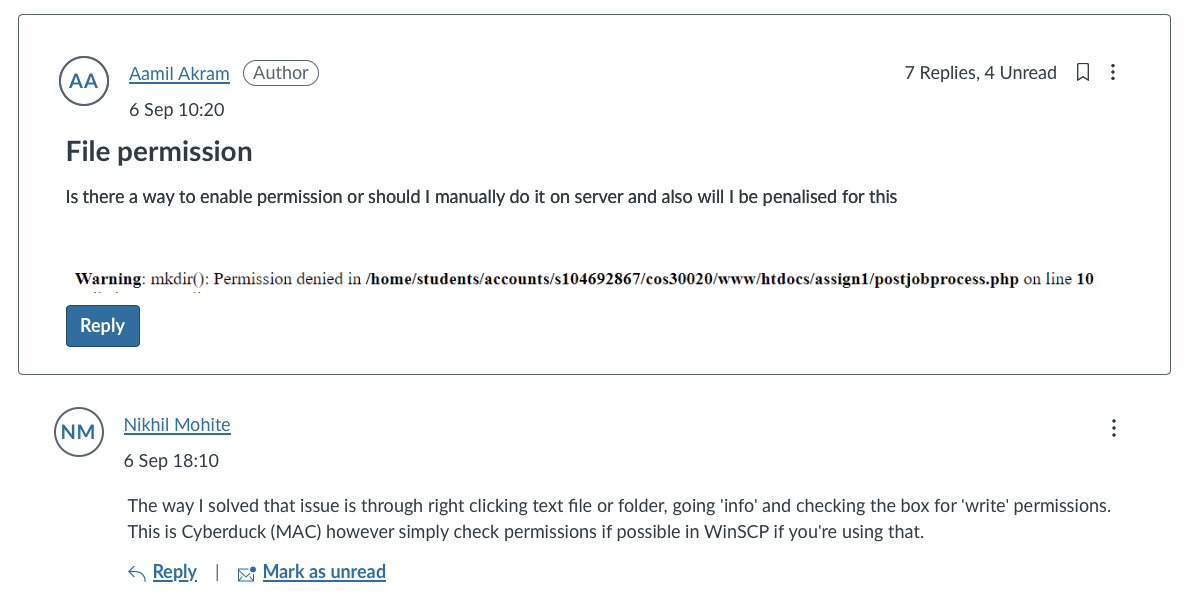 AA
Aamil Akram Author
7 Replies, 4 Unread
6 Sep 10:20
File permission
Is there a way to enable permission or should I manually do it on server and also will I be penalised for this
Warning: mkdir(): Permission denied in /home/students/accounts/s104692867/cos30020/www/htdocs/assign1/postjobprocess.php on line 10
Reply
NM
Nikhil Mohite
6 Sep 18:10
The way I solved that issue is through right clicking text file or folder, going 'info' and checking the box for 'write' permissions.
This is Cyberduck (MAC) however simply check permissions if possible in WinSCP if you're using that.
Reply | Mark as unread